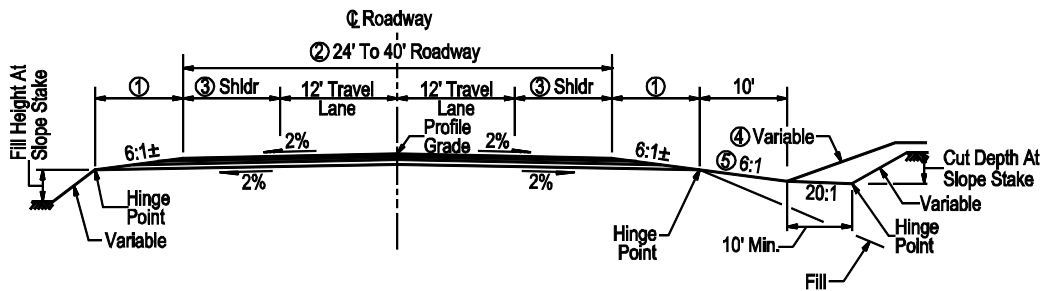 ℄ Roadway
② 24' To 40' Roadway
Fill Height At
Slope Stake
①
③ Shldr
12' Travel
Lane
12' Travel
Lane
③ Shldr
①
10'
Profile
Grade
6:1±
2%
2%
6:1±
④ Variable
⑤ 6:1
2%
2%
20:1
Cut Depth At
Slope Stake
Variable
Hinge
Point
Variable
Hinge
Point
10' Min.
Hinge
Point
Fill